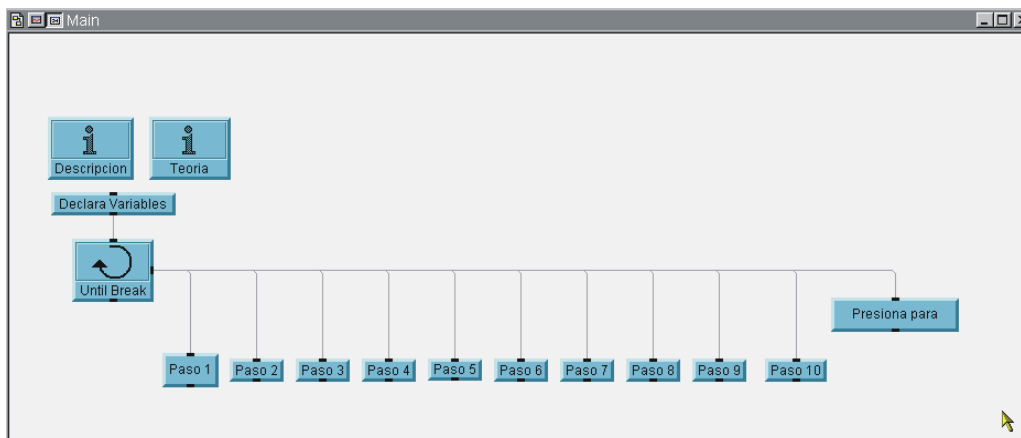 Main
Descripcion
Teoria
Declara Variables
Until Break
Presiona para
Paso 1
Paso 2
Paso 3
Paso 4
Paso 5
Paso 6
Paso 7
Paso 8
Paso 9
Paso 10